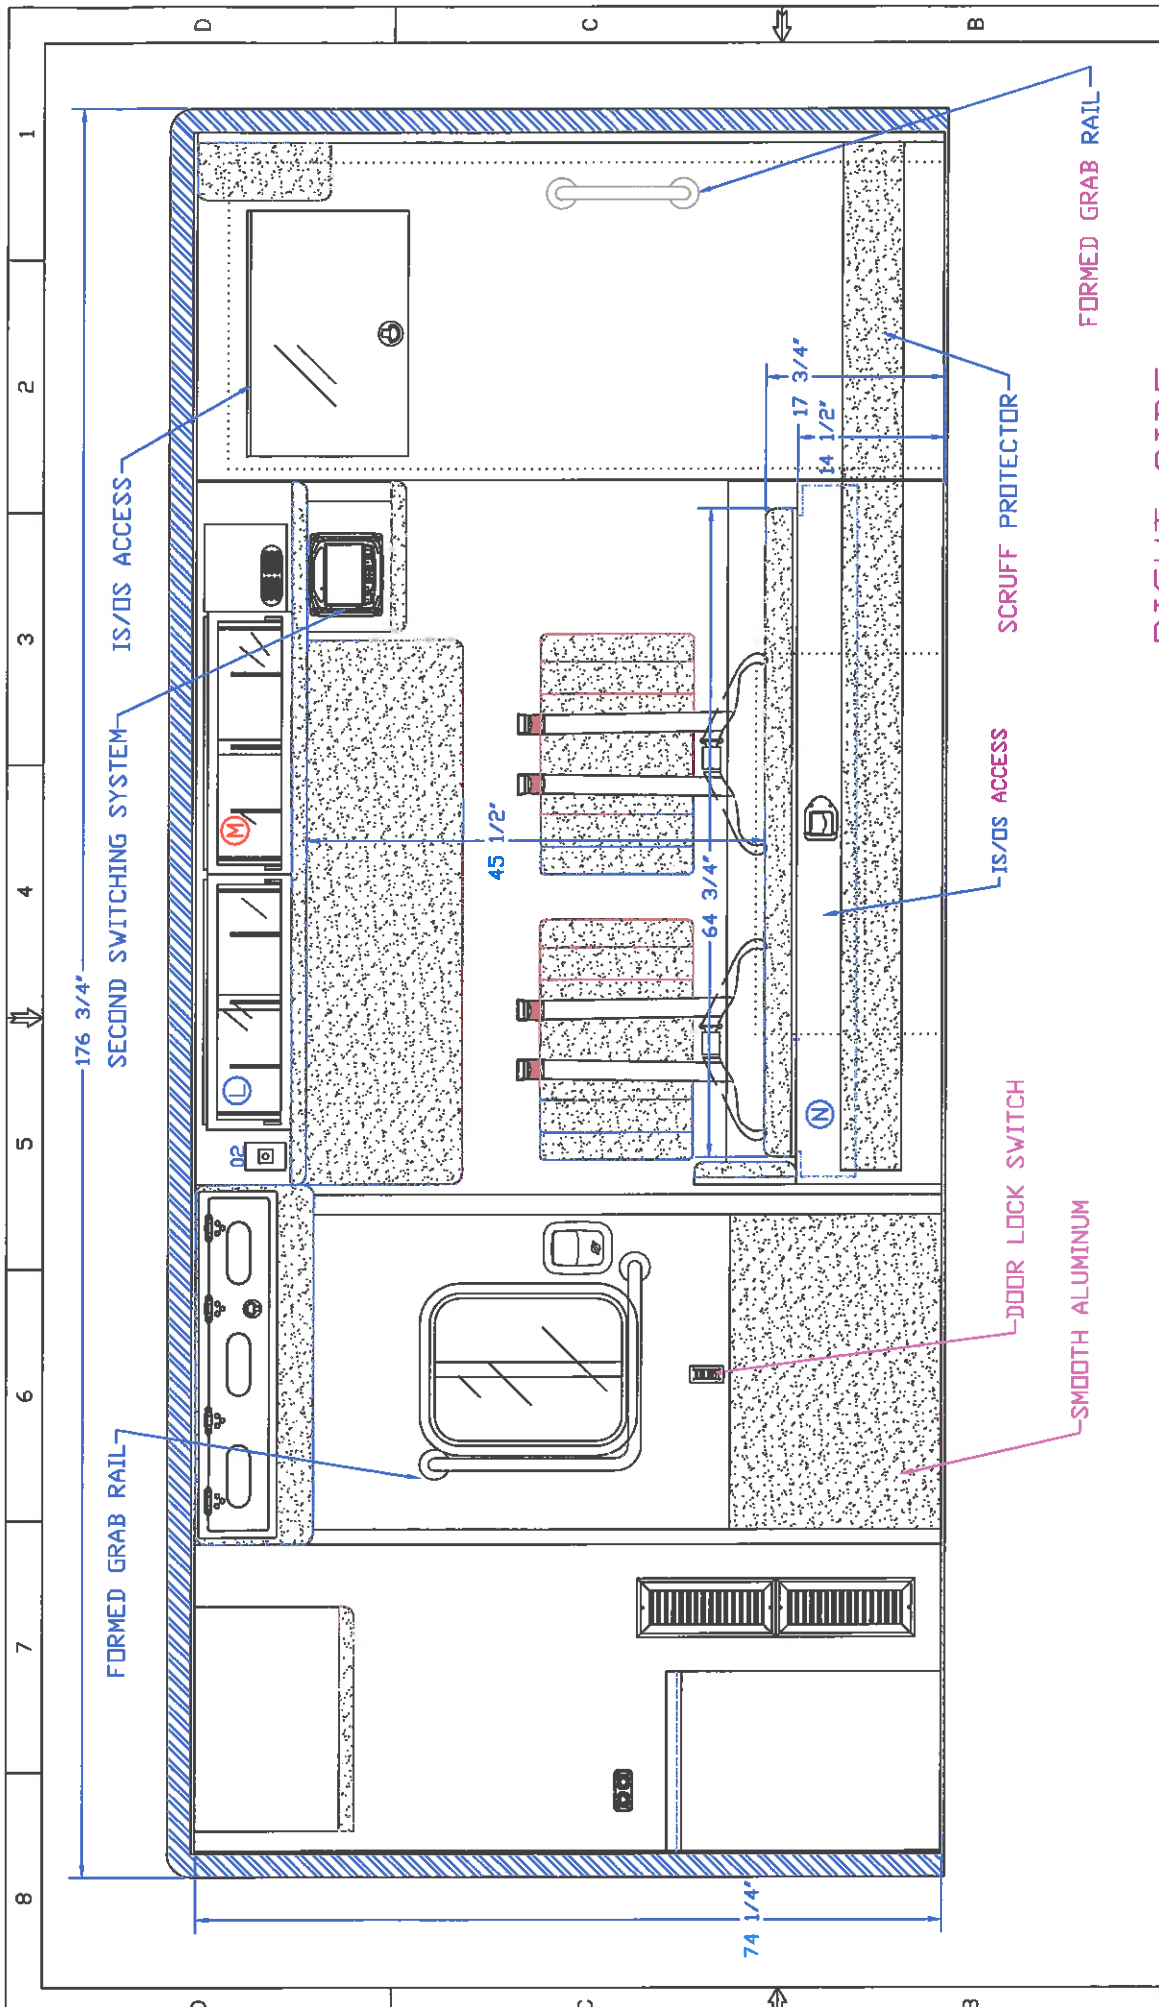 8 7 6 5 4 3 2 1
D
C
B
176 3/4"
FORMED GRAB RAIL
SECOND SWITCHING SYSTEM
IS/OS ACCESS
O2
L
M
45 1/2"
64 3/4"
17 3/4"
14 1/2"
N
74 1/4"
DOOR LOCK SWITCH
SMOOTH ALUMINUM
IS/OS ACCESS
SCRUFF PROTECTOR
FORMED GRAB RAIL